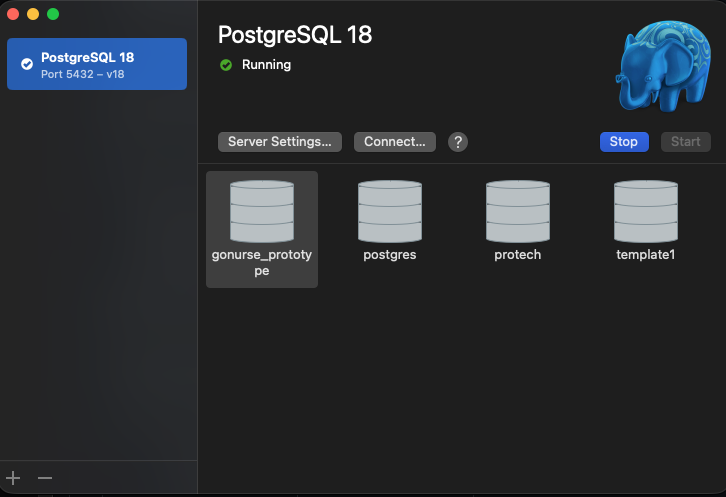 PostgreSQL 18
Port 5432 – v18
PostgreSQL 18
Running
Server Settings...
Connect...
?
Stop
Start
gonurse_prototy
pe
postgres
protech
template1